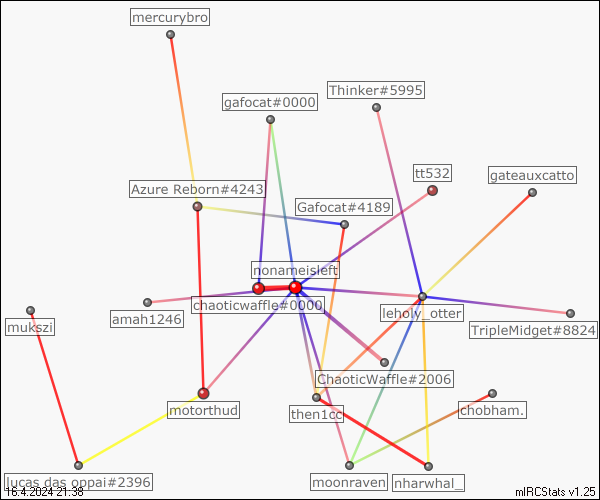 mercurybro
Thinker#5995
gafocat#0000
tt532
gateauxcatto
Azure Reborn#4243
Gafocat#4189
nonameisleft
chaoticwaffle#0000
leholy_otter
amah1246
mukszi
TripleMidget#8824
ChaoticWaffle#2006
motorthud
then1cc
chobham.
lucas das oppai#2396
moonraven
nharwhal_
16.4.2024 21:38
mIRCStats v1.25